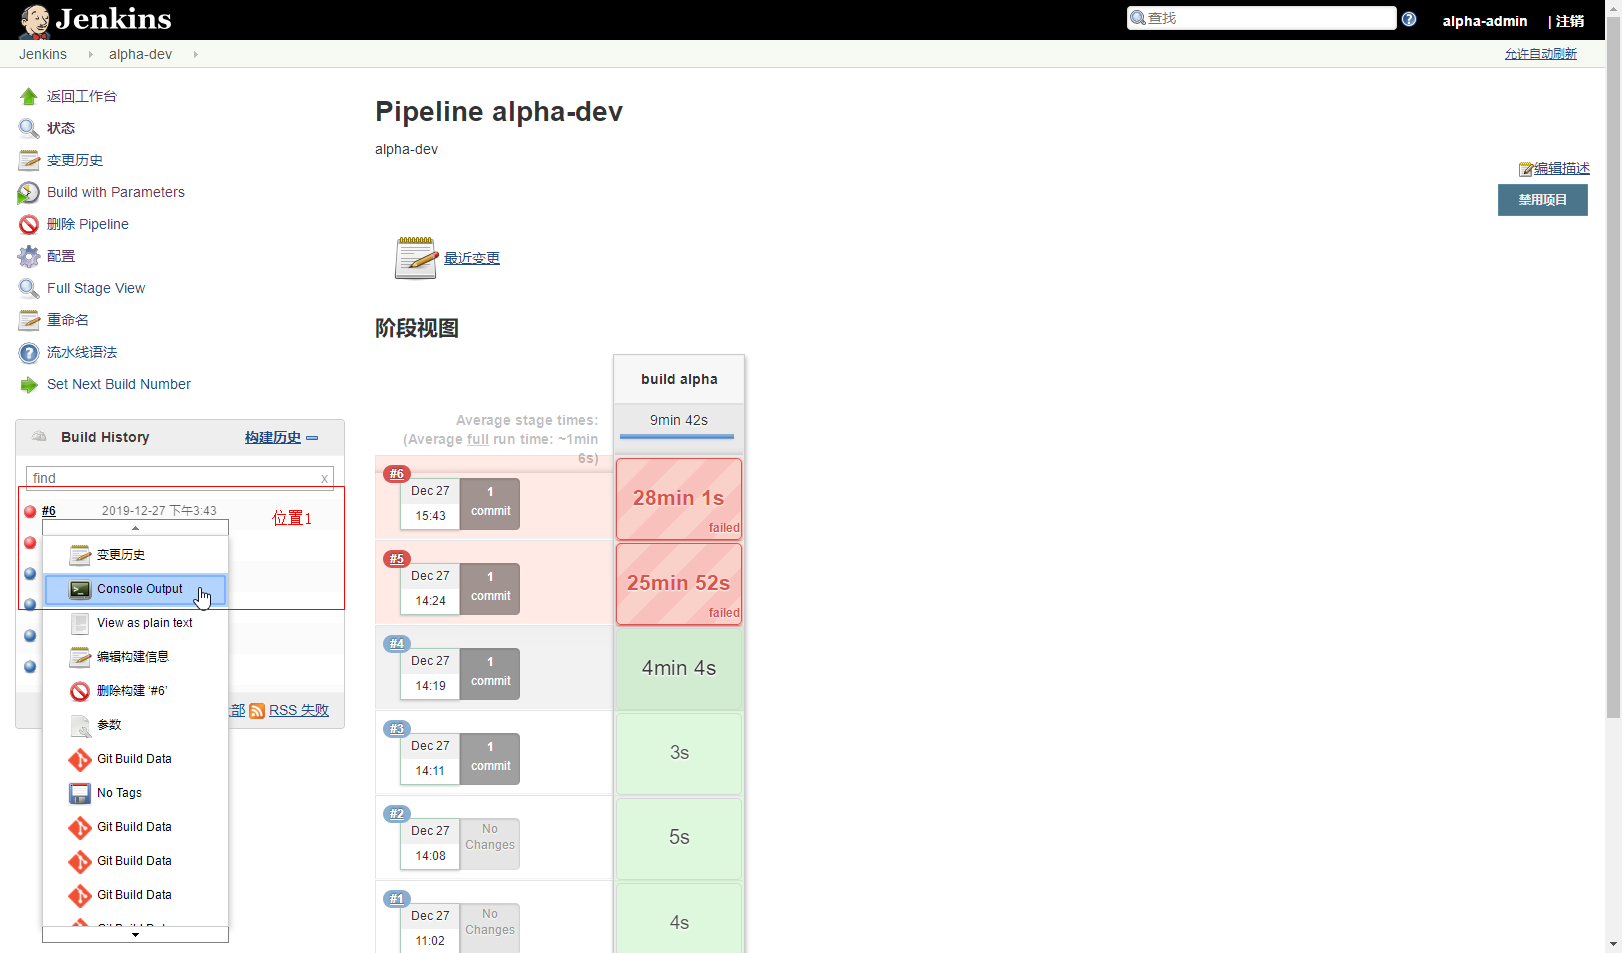 Jenkins
查找
alpha-admin
| 注销
Jenkins
alpha-dev
允许自动刷新
返回工作台
状态
变更历史
Build with Parameters
删除 Pipeline
配置
Full Stage View
重命名
流水线语法
Set Next Build Number
Build History
构建历史
find
x
#6
2019-12-27 下午3:43
位置1
变更历史
Console Output
View as plain text
编辑构建信息
删除构建 ‘#6’
参数
Git Build Data
No Tags
Git Build Data
Git Build Data
Git Build Data
部
RSS 失败
Pipeline alpha-dev
alpha-dev
编辑描述
禁用项目
最近变更
阶段视图
build alpha
Average stage times:
(Average full run time: ~1min
6s)
9min 42s
#6
Dec 27
15:43
1
commit
28min 1s
failed
#5
Dec 27
14:24
1
commit
25min 52s
failed
#4
Dec 27
14:19
1
commit
4min 4s
#3
Dec 27
14:11
1
commit
3s
#2
Dec 27
14:08
No
Changes
5s
#1
Dec 27
11:02
No
Changes
4s